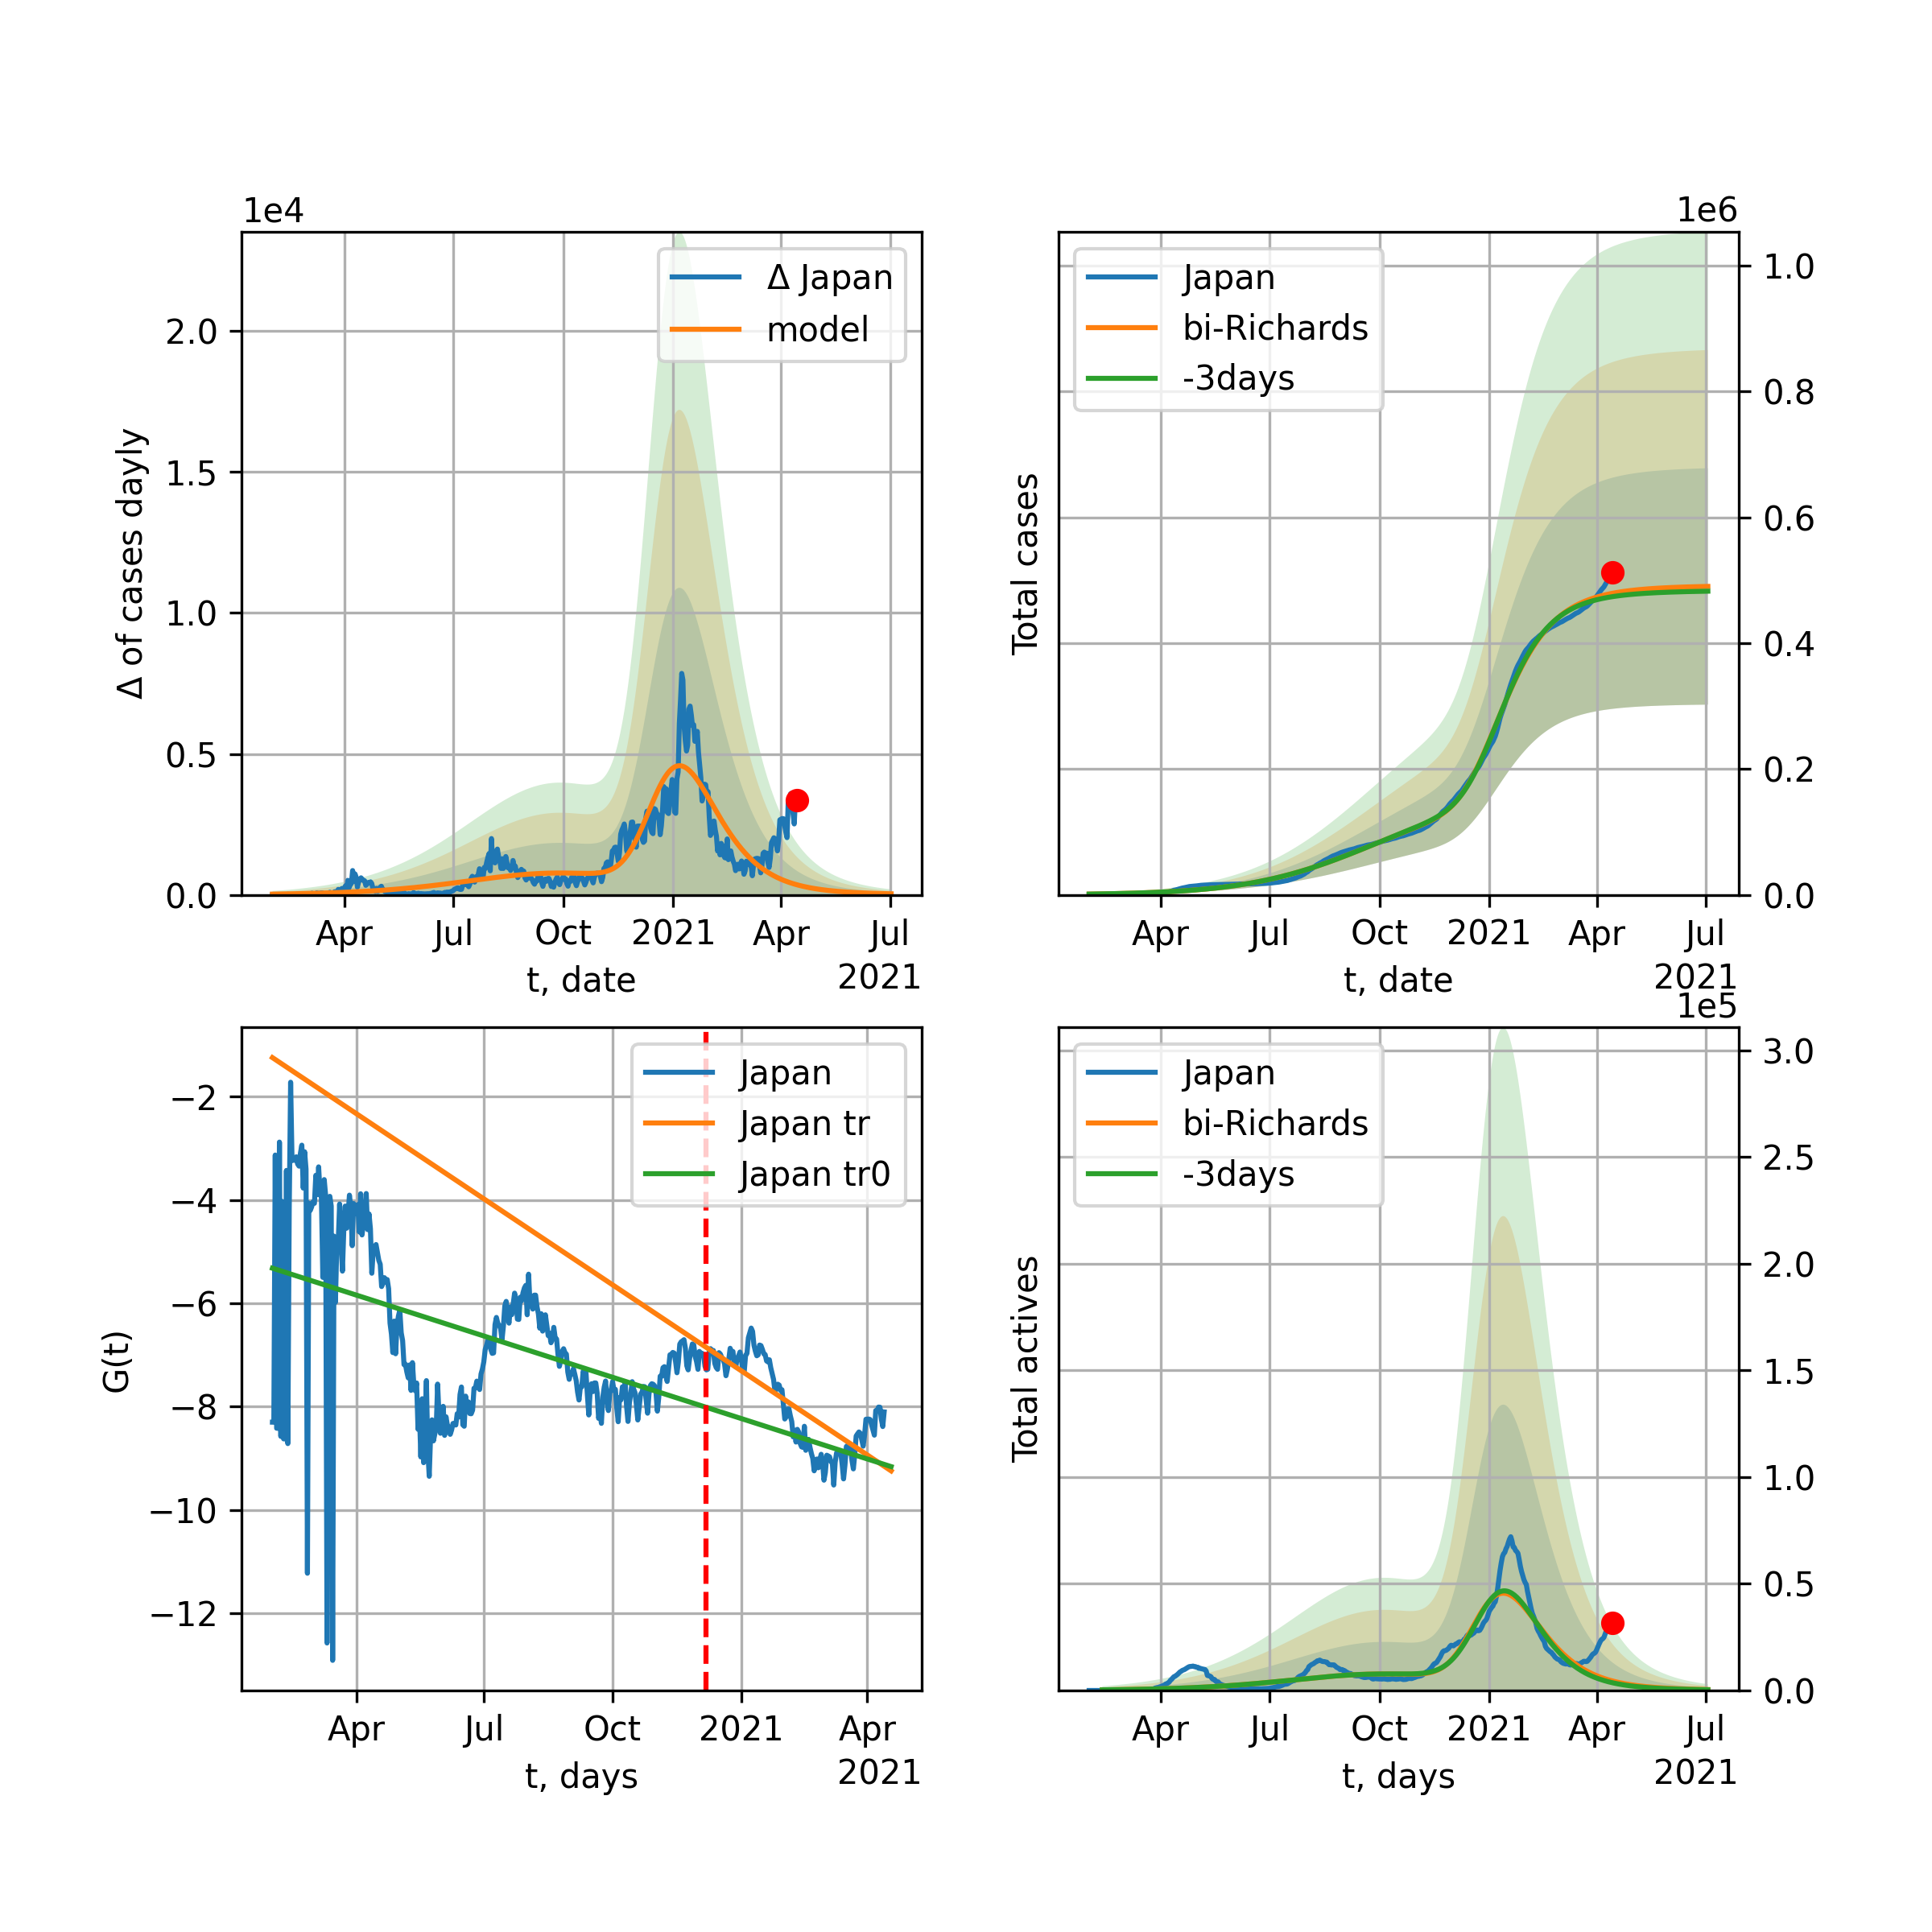 1e4
Δ of cases dayly
2.0
1.5
1.0
0.5
0.0
Δ Japan
model
Apr Jul Oct 2021 Apr Jul
2021
t, date
1e6
Total cases
Japan
bi-Richards
-3days
1.0
0.8
0.6
0.4
0.2
0.0
Apr Jul Oct 2021 Apr Jul
2021
t, date
G(t)
−2
−4
−6
−8
−10
−12
Japan
Japan tr
Japan tr0
Apr Jul Oct 2021 Apr
2021
t, days
1e5
Total actives
Japan
bi-Richards
-3days
3.0
2.5
2.0
1.5
1.0
0.5
0.0
Apr Jul Oct 2021 Apr Jul
2021
t, days